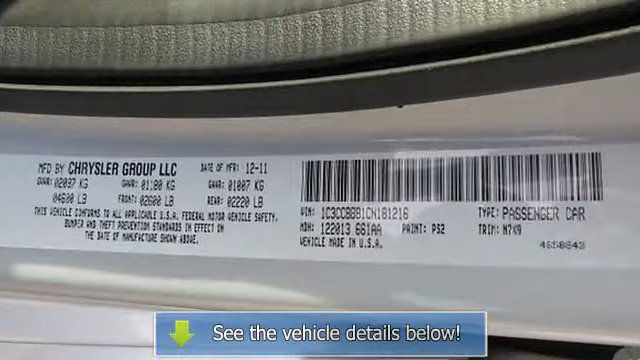 MFD BY CHRYSLER GROUP LLC DATE OF MFR: 12-11
GVWR: 02037 KG GAWR: 01180 KG GAWR: 01007 KG
04600 LB FRONT: 02600 LB REAR: 02220 LB
THIS VEHICLE CONFORMS TO ALL APPLICABLE U.S.A. FEDERAL MOTOR VEHICLE SAFETY,
BUMPER AND THEFT PREVENTION STANDARDS IN EFFECT ON
THE DATE OF MANUFACTURE SHOWN ABOVE.
VIN: 1C3CCBBB1CN181216 TYPE: PASSENGER CAR
MDH: 122013 661AA PAINT: PS2 TRIM: N7X9
VEHICLE MADE IN U.S.A.
4658843
See the vehicle details below!